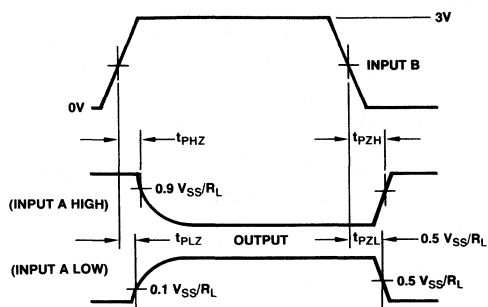 3V
INPUT B
0V
tPHZ
tPZH
(INPUT A HIGH)
0.9 VSS/RL
tPLZ
OUTPUT
tPZL
0.5 VSS/RL
(INPUT A LOW)
0.1 VSS/RL
0.5 VSS/RL